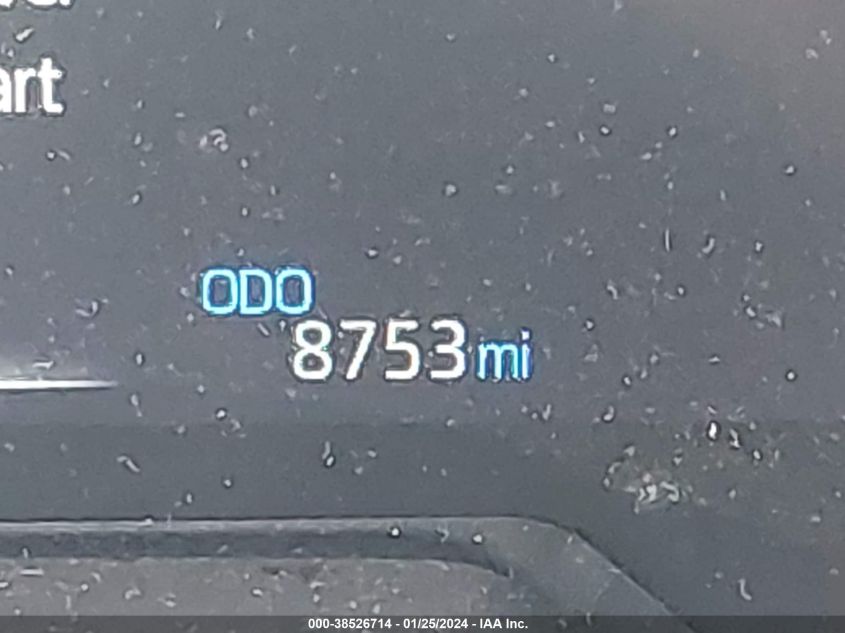 art
ODO
8753 mi
000-38526714 - 01/25/2024 - IAA Inc.